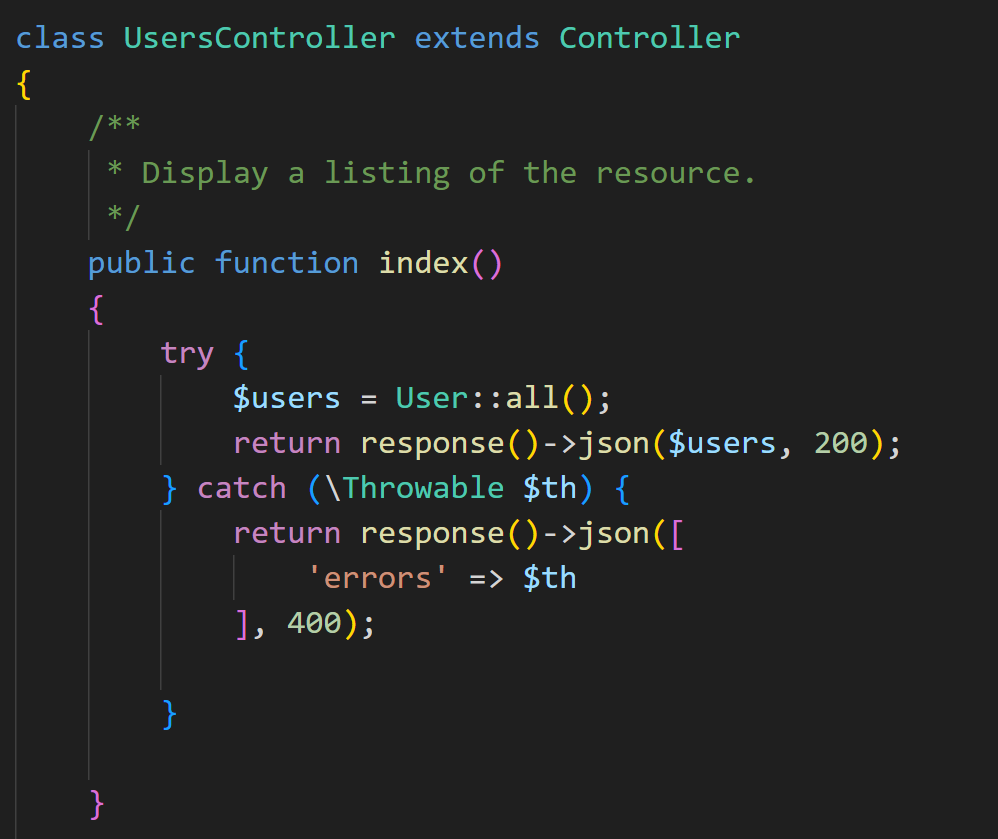 class UsersController extends Controller
{
    /**
     * Display a listing of the resource.
     */
    public function index()
    {
        try {
            $users = User::all();
            return response()->json($users, 200);
        } catch (\Throwable $th) {
            return response()->json([
                'errors' => $th
            ], 400);
        }
    }